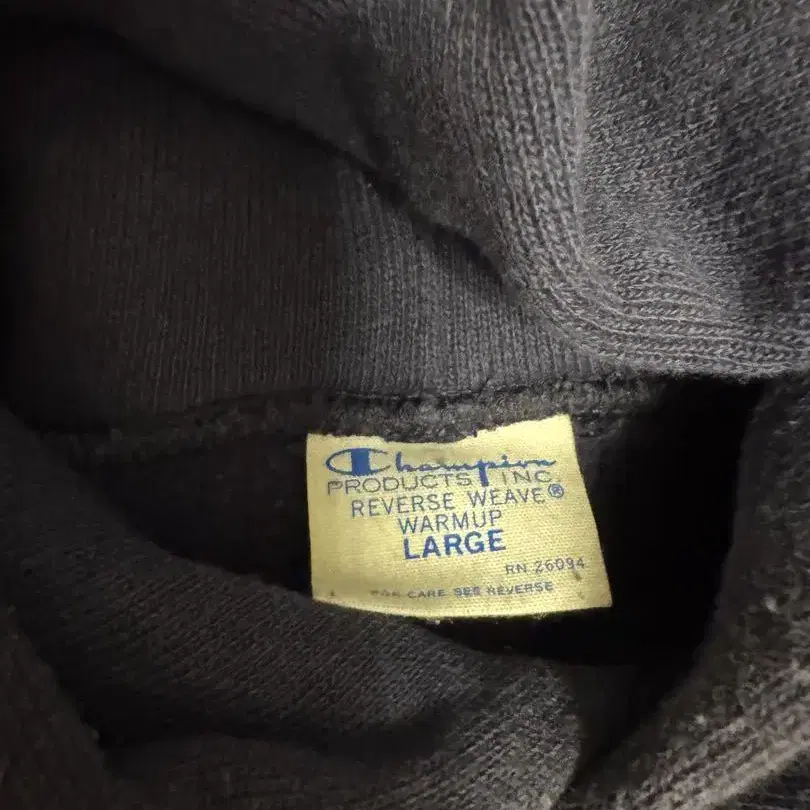 Champion
PRODUCTS INC
REVERSE WEAVE®
WARMUP
LARGE
RN 26094
FOR CARE SEE REVERSE